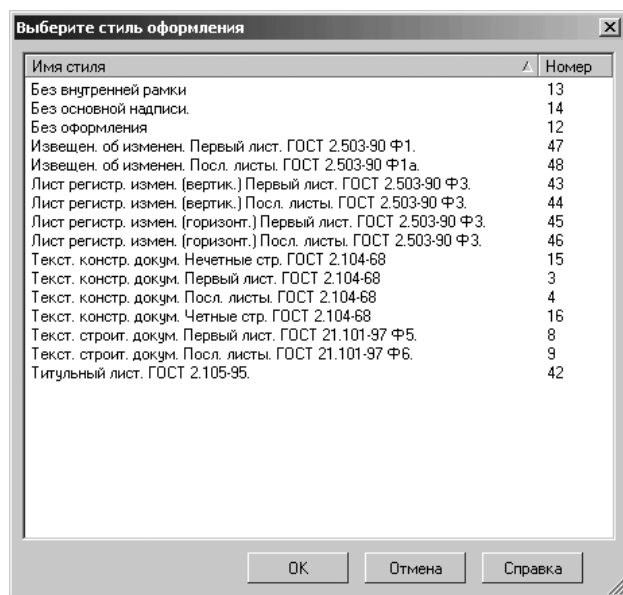 Выберите стиль оформления
Имя стиля Номер
Без внутренней рамки 13
Без основной надписи. 14
Без оформления 12
Извещен. об изменен. Первый лист. ГОСТ 2.503-90 Ф1. 47
Извещен. об изменен. Посл. листы. ГОСТ 2.503-90 Ф1а. 48
Лист регистр. измен. (вертик.) Первый лист. ГОСТ 2.503-90 Ф3. 43
Лист регистр. измен. (вертик.) Посл. листы. ГОСТ 2.503-90 Ф3. 44
Лист регистр. измен. (горизонт.) Первый лист. ГОСТ 2.503-90 Ф3. 45
Лист регистр. измен. (горизонт.) Посл. листы. ГОСТ 2.503-90 Ф3. 46
Текст. констр. докум. Нечетные стр. ГОСТ 2.104-68 15
Текст. констр. докум. Первый лист. ГОСТ 2.104-68 3
Текст. констр. докум. Посл. листы. ГОСТ 2.104-68 4
Текст. констр. докум. Четные стр. ГОСТ 2.104-68 16
Текст. строит. докум. Первый лист. ГОСТ 21.101-97 Ф5. 8
Текст. строит. докум. Посл. листы. ГОСТ 21.101-97 Ф6. 9
Титульный лист. ГОСТ 2.105-95. 42
OK Отмена Справка